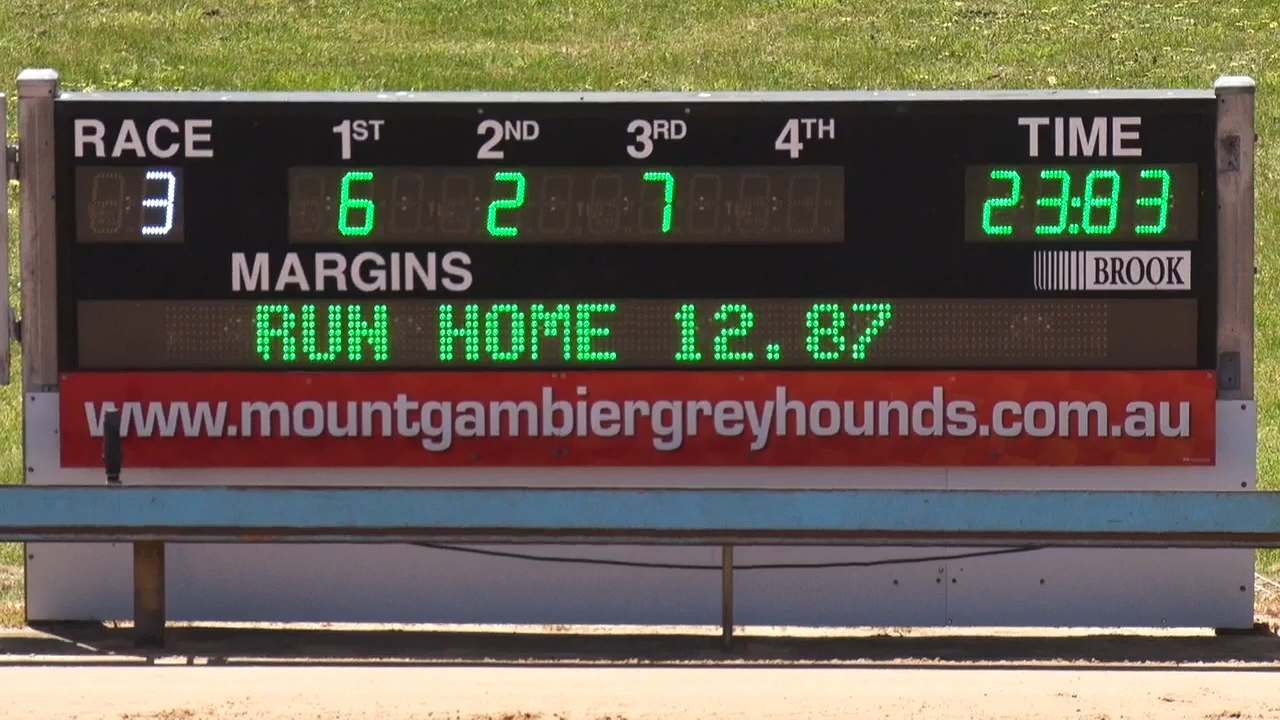 RACE 1ST 2ND 3RD 4TH TIME
3 6 2 7 23:83
MARGINS BROOK
RUN HOME 12.87
www.mountgambiergreyhounds.com.au